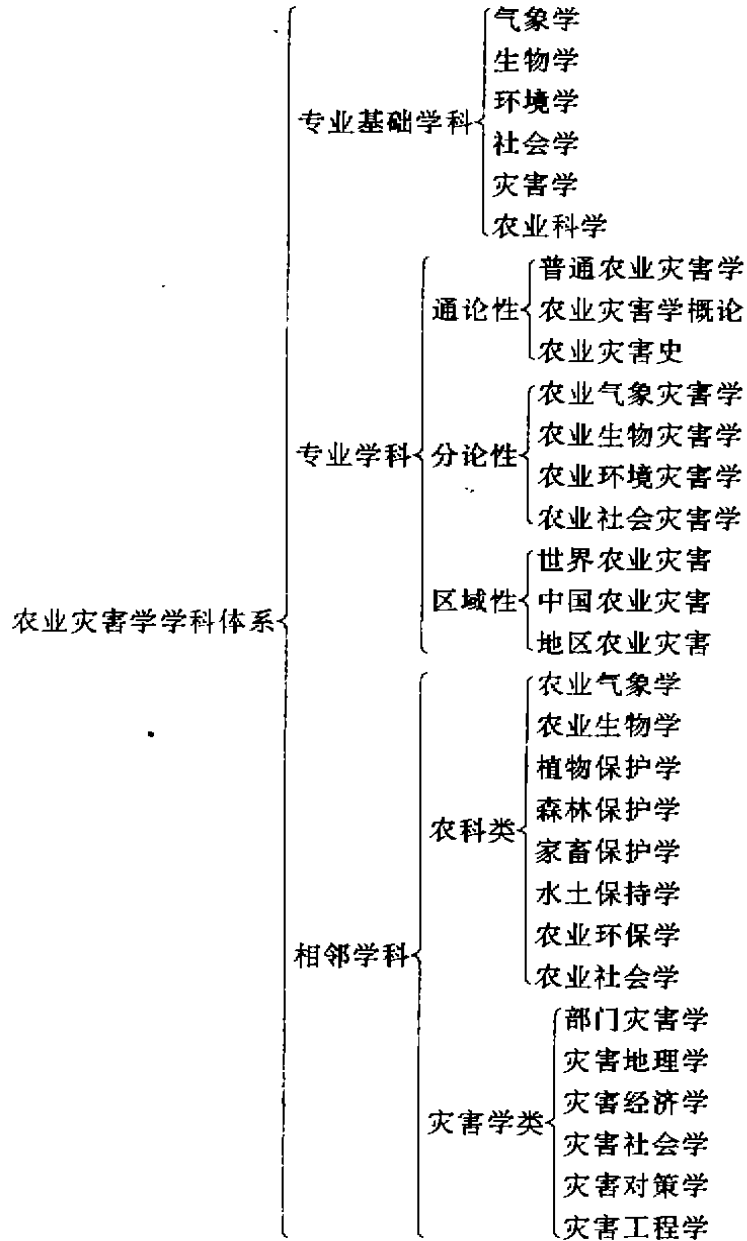 气象学
生物学
环境学
专业基础学科
社会学
灾害学
农业科学
普通农业灾害学
通论性 农业灾害学概论
农业灾害史
农业气象灾害学
农业生物灾害学
专业学科 分论性
农业环境灾害学
农业社会灾害学
世界农业灾害
区域性 中国农业灾害
农业灾害学学科体系
地区农业灾害
农业气象学
农业生物学
植物保护学
森林保护学
农科类
家畜保护学
水土保持学
农业环保学
相邻学科
农业社会学
部门灾害学
灾害地理学
灾害经济学
灾害学类
灾害社会学
灾害对策学
灾害工程学